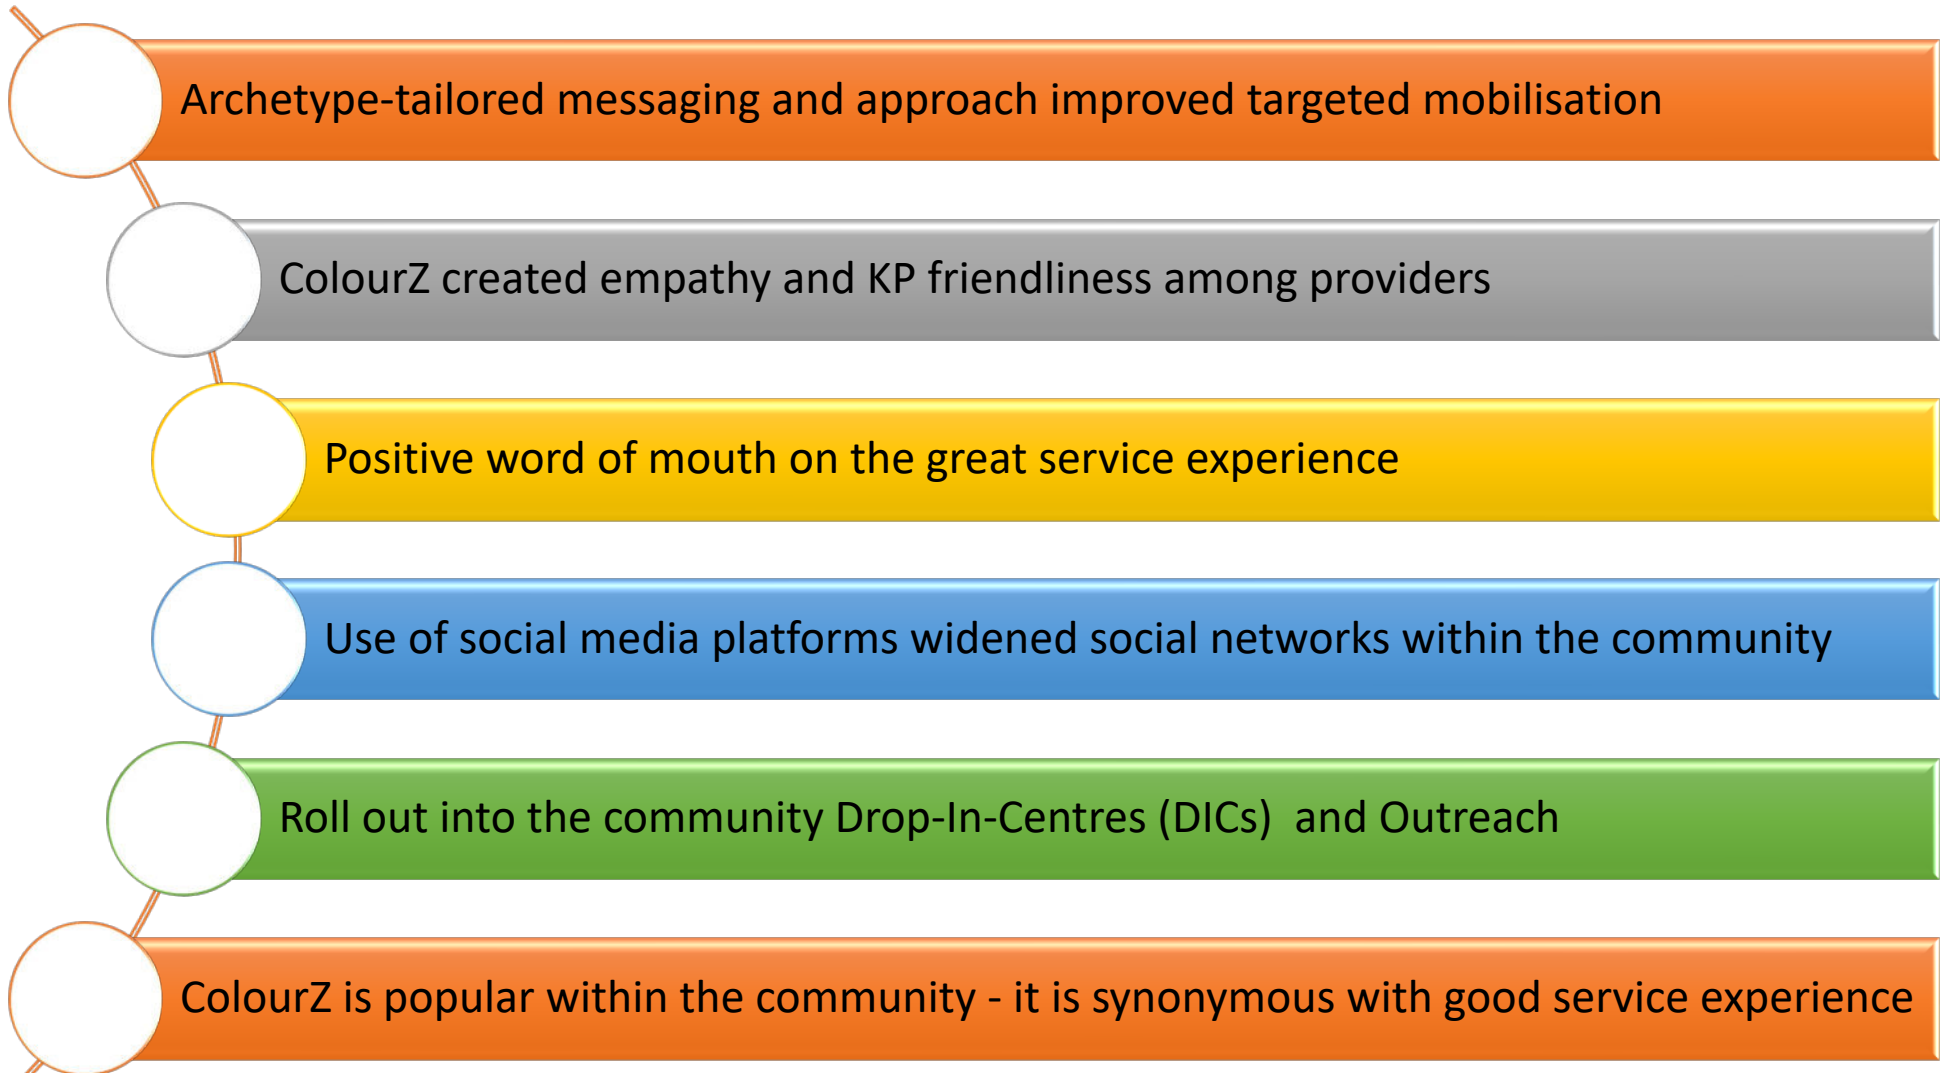 Archetype-tailored messaging and approach improved targeted mobilisation
ColourZ created empathy and KP friendliness among providers
Positive word of mouth on the great service experience
Use of social media platforms widened social networks within the community
Roll out into the community Drop-In-Centres (DICs)  and Outreach
ColourZ is popular within the community - it is synonymous with good service experience